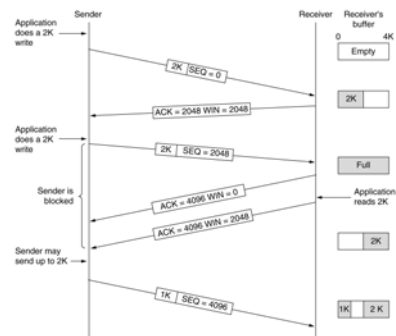 Sender
Receiver
Receiver's
buffer
Application
does a 2K
write
0 4K
Empty
2K SEQ = 0
2K
ACK = 2048 WIN = 2048
Application
does a 2K
write
2K SEQ = 2048
Full
Sender is
blocked
Application
reads 2K
ACK = 4096 WIN = 0
ACK = 4096 WIN = 2048
2K
Sender may
send up to 2K
1K SEQ = 4096
1K 2 K